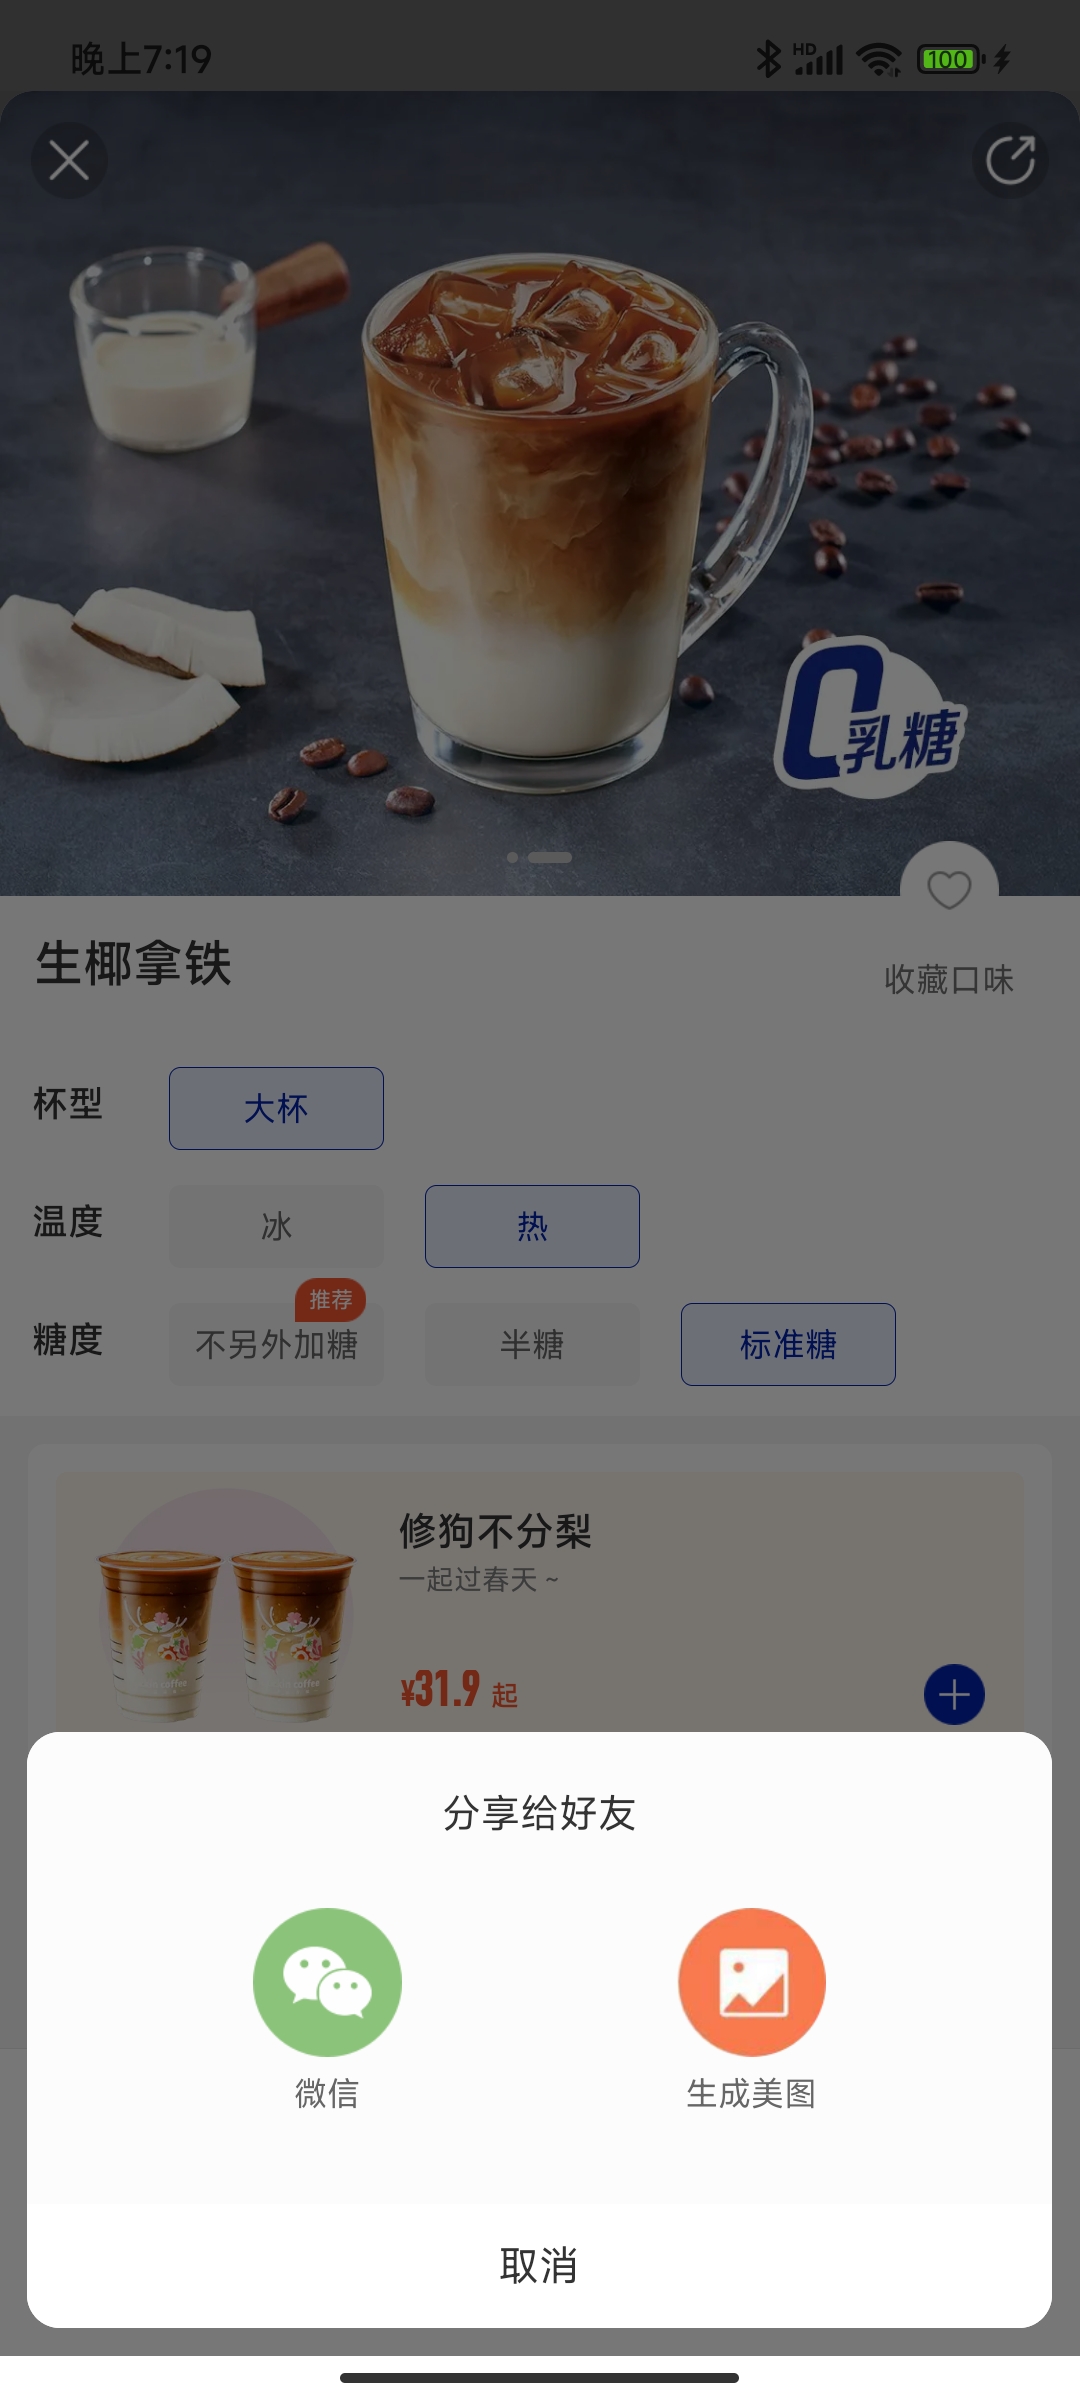 晚上7:19
HD
100
0乳糖
生椰拿铁
收藏口味
杯型
大杯
温度
冰
热
推荐
糖度
不另外加糖
半糖
标准糖
修狗不分梨
一起过春天 ~
¥31.9 起
分享给好友
微信
生成美图
取消